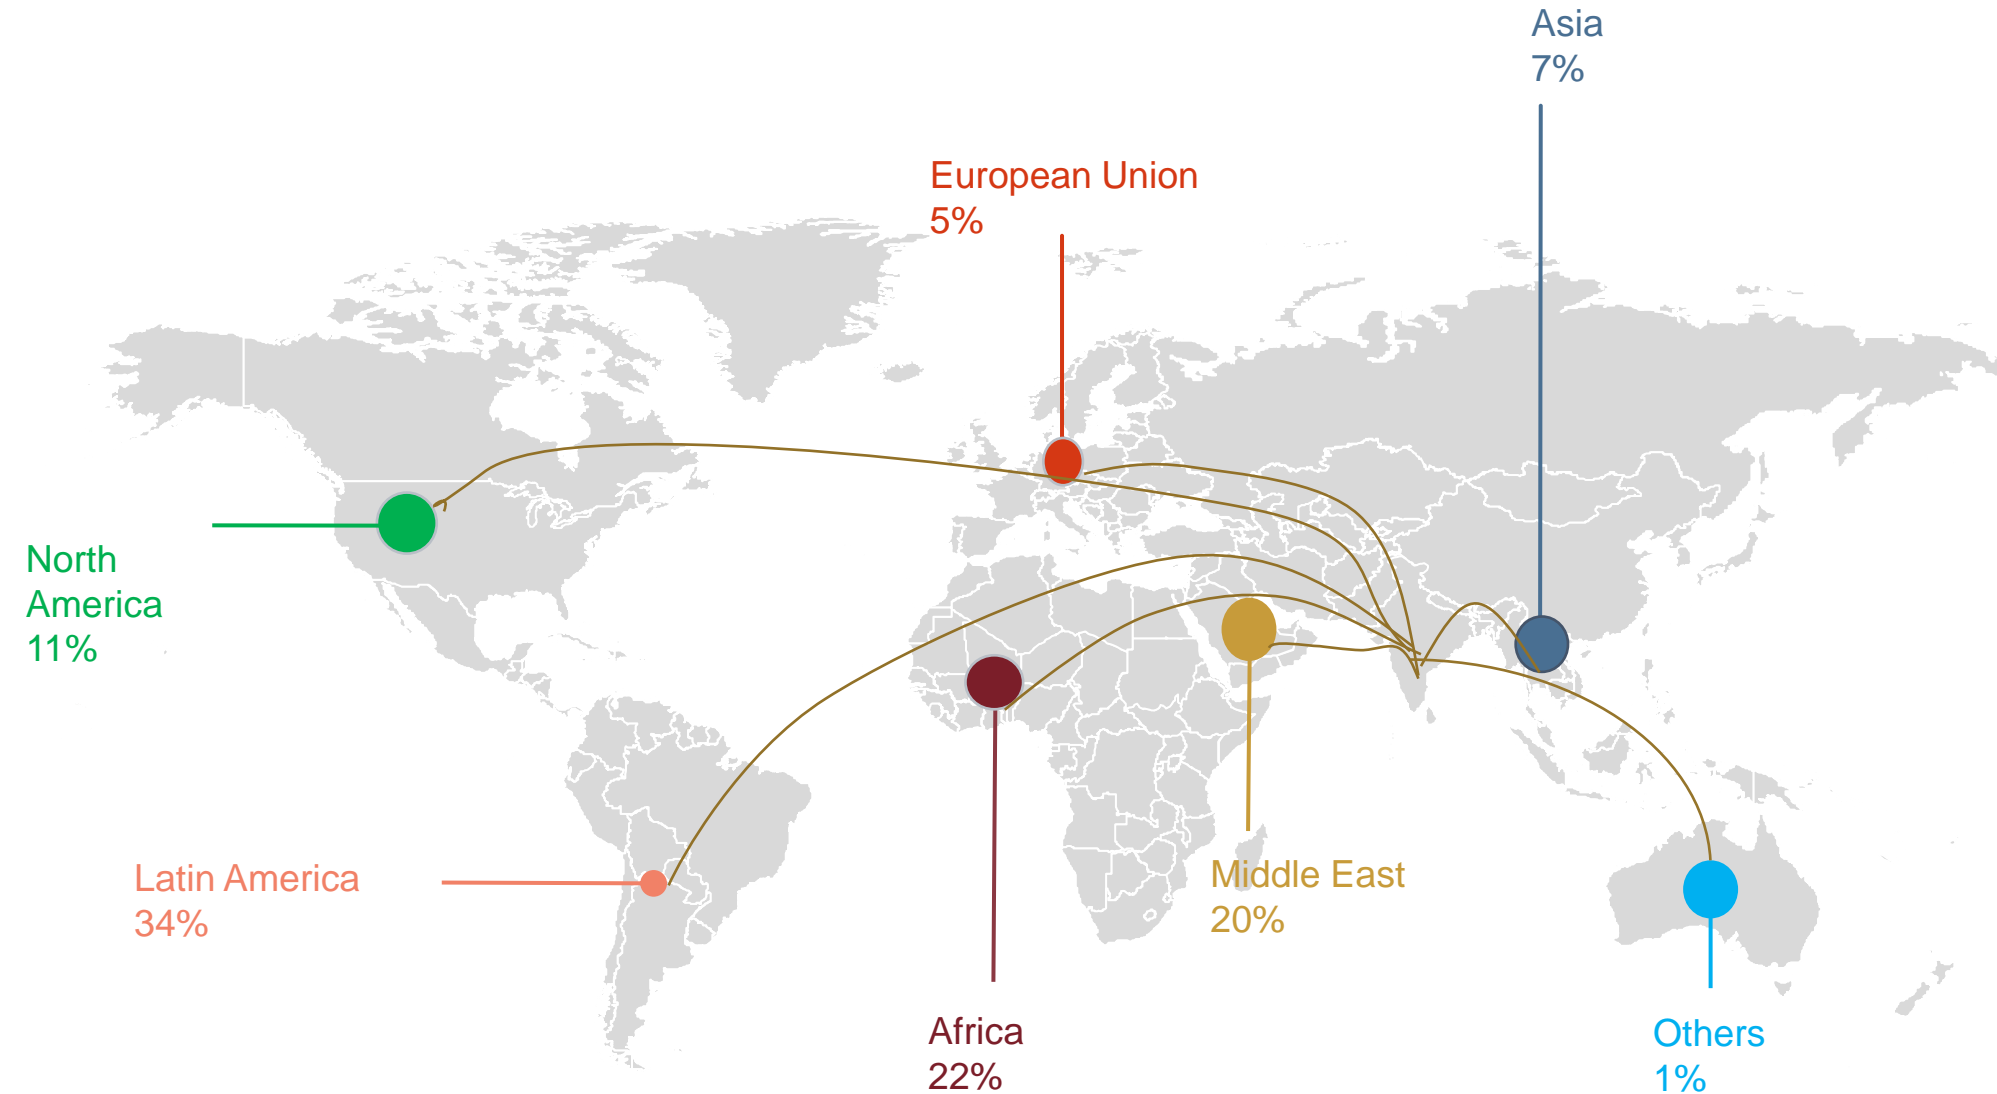 Asia
7%
European Union
5%
North
America
11%
Latin America
34%
Middle East
20%
Africa
22%
Others
1%